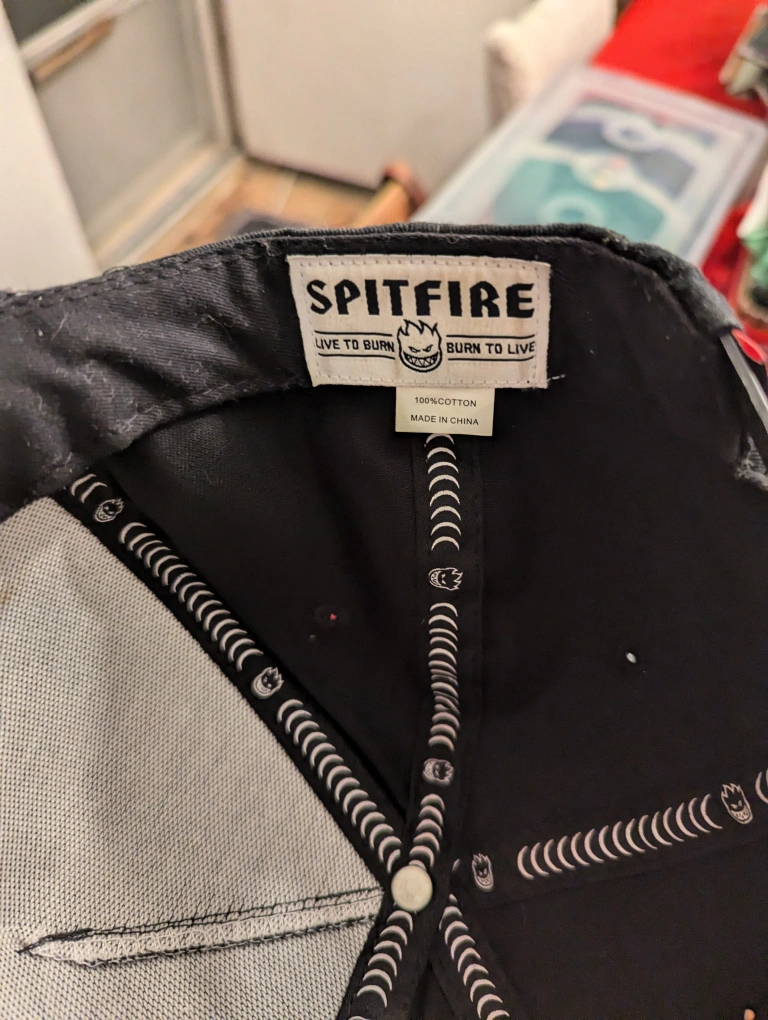 SPITFIRE
LIVE TO BURN BURN TO LIVE
100%COTTON
MADE IN CHINA